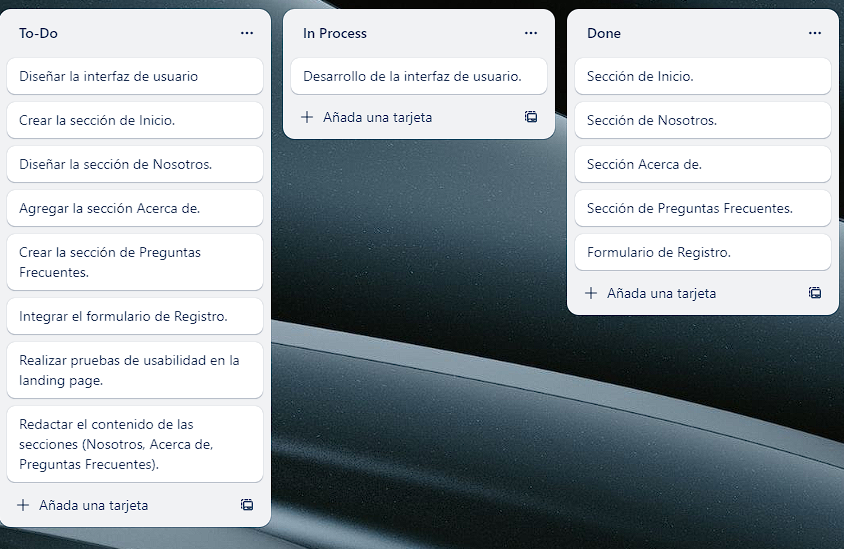 To-Do
Diseñar la interfaz de usuario
Crear la sección de Inicio.
Diseñar la sección de Nosotros.
Agregar la sección Acerca de.
Crear la sección de Preguntas
Frecuentes.
Integrar el formulario de Registro.
Realizar pruebas de usabilidad en la
landing page.
Redactar el contenido de las
secciones (Nosotros, Acerca de,
Preguntas Frecuentes).
Añada una tarjeta
In Process
Desarrollo de la interfaz de usuario.
Añada una tarjeta
Done
Sección de Inicio.
Sección de Nosotros.
Sección Acerca de.
Sección de Preguntas Frecuentes.
Formulario de Registro.
Añada una tarjeta